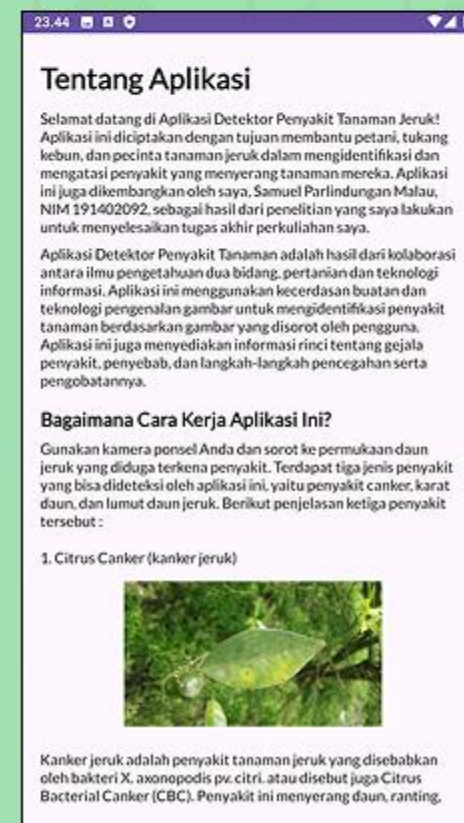 23.44
Tentang Aplikasi
Selamat datang di Aplikasi Detektor Penyakit Tanaman Jeruk!
Aplikasi ini diciptakan dengan tujuan membantu petani, tukang
kebun, dan pecinta tanaman jeruk dalam mengidentifikasi dan
mengatasi penyakit yang menyerang tanaman mereka. Aplikasi
ini juga dikembangkan oleh saya, Samuel Parlindungan Malau,
NIM 191402092, sebagai hasil dari penelitian yang saya lakukan
untuk menyelesaikan tugas akhir perkuliahan saya.
Aplikasi Detektor Penyakit Tanaman adalah hasil dari kolaborasi
antara ilmu pengetahuan dua bidang, pertanian dan teknologi
informasi. Aplikasi ini menggunakan kecerdasan buatan dan
teknologi pengenalan gambar untuk mengidentifikasi penyakit
tanaman berdasarkan gambar yang disorot oleh pengguna.
Aplikasi ini juga menyediakan informasi rinci tentang gejala
penyakit, penyebab, dan langkah-langkah pencegahan serta
pengobatannya.
Bagaimana Cara Kerja Aplikasi Ini?
Gunakan kamera ponsel Anda dan sorot ke permukaan daun
jeruk yang diduga terkena penyakit. Terdapat tiga jenis penyakit
yang bisa dideteksi oleh aplikasi ini, yaitu penyakit canker, karat
daun, dan lumut daun jeruk. Berikut penjelasan ketiga penyakit
tersebut :
1. Citrus Canker (kanker jeruk)
Kanker jeruk adalah penyakit tanaman jeruk yang disebabkan
oleh bakteri X. axonopodis pv. citri. atau disebut juga Citrus
Bacterial Canker (CBC). Penyakit ini menyerang daun, ranting,